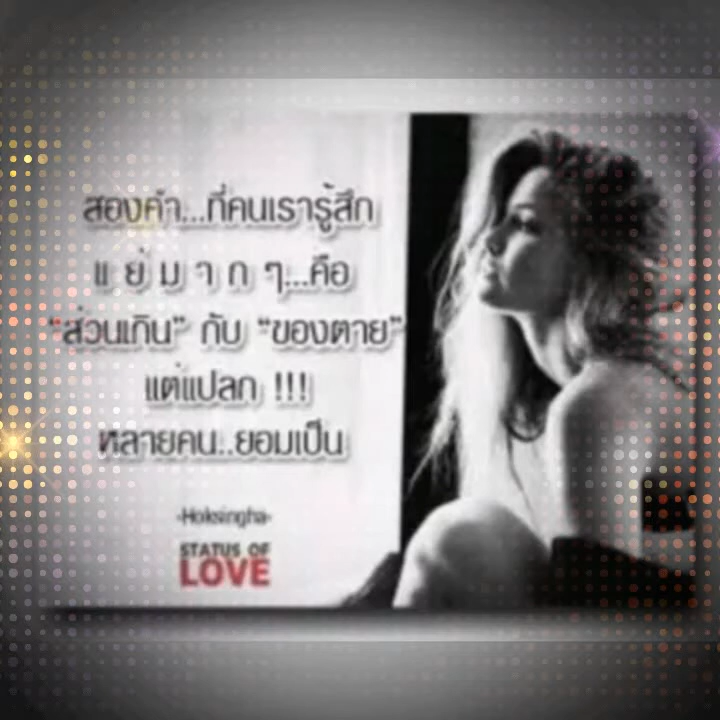 สองคำ...ที่คนเรารู้สึก
แ ย่ ม า ก ๆ...คือ
"ส่วนเกิน" กับ "ของตาย"
แต่แปลก !!!
หลายคน..ยอมเป็น
-Hoksingha-
STATUS OF
LOVE